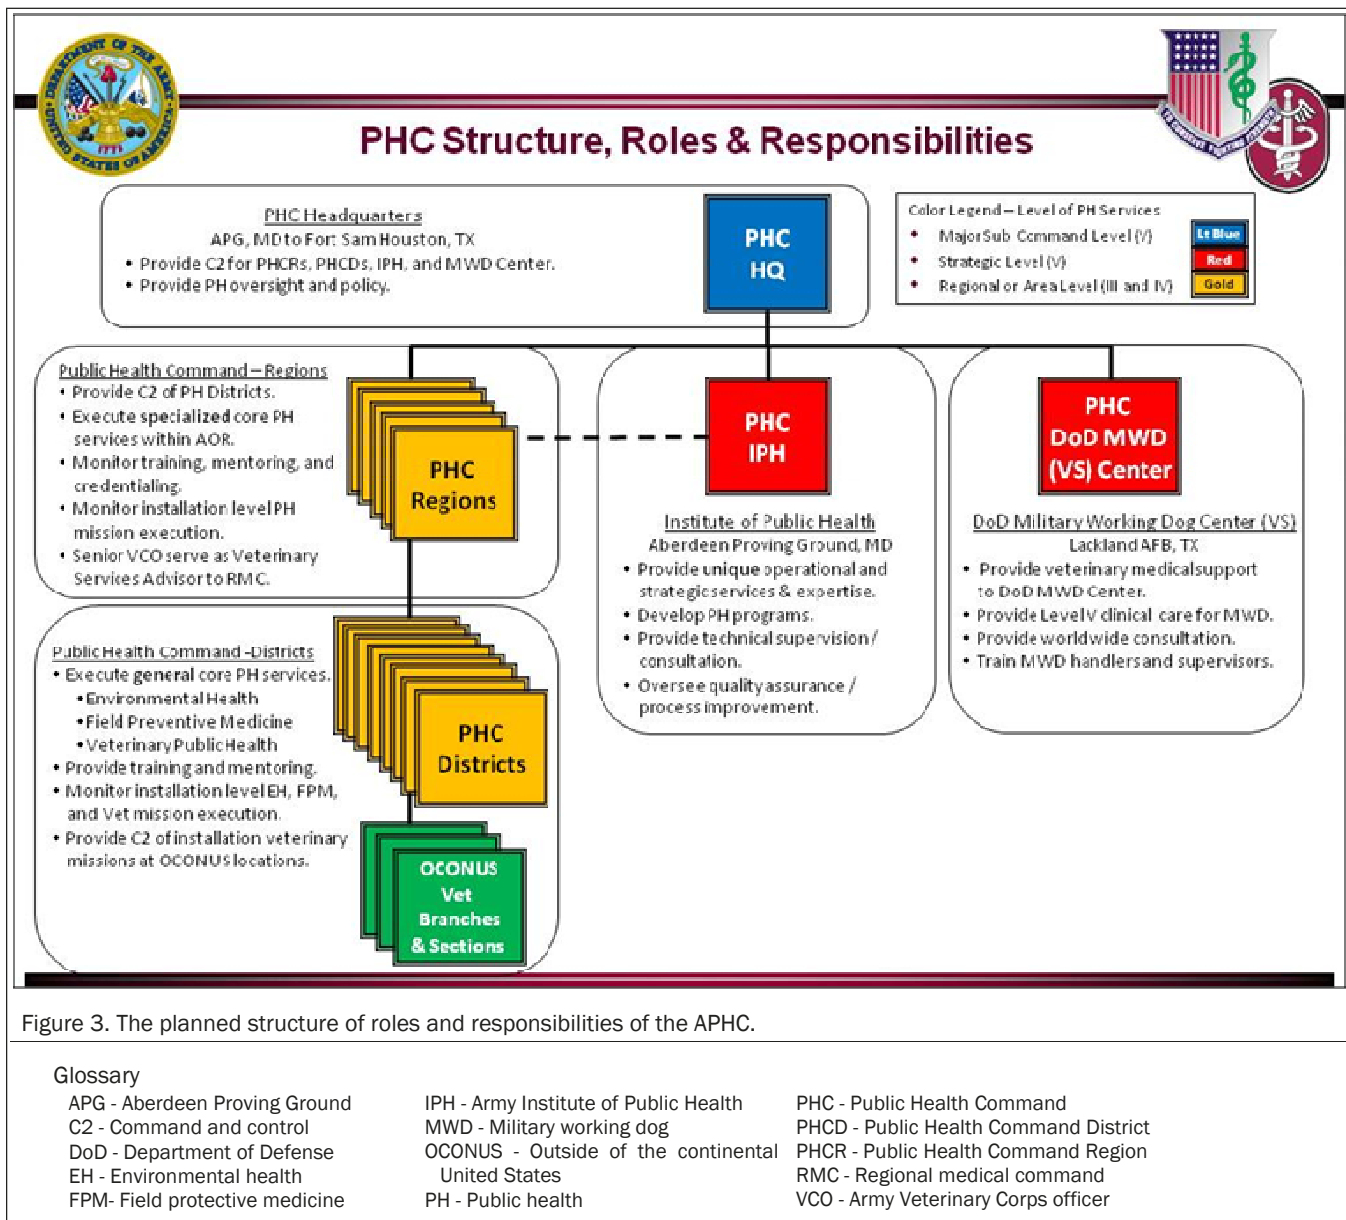 DEPARTMENT OF THE ARMY
UNITED STATES OF AMERICA
PHC Structure, Roles & Responsibilities
PHC Headquarters
APG, MD to Fort Sam Houston, TX
• Provide C2 for PHCRs, PHCDs, IPH, and MWD Center.
• Provide PH oversight and policy.
PHC
HQ
Color Legend – Level of PH Services
• Major Sub Command Level (V)
Lt Blue
• Strategic Level (V)
Red
• Regional or Area Level (III and IV)
Gold
Public Health Command – Regions
• Provide C2 of PH Districts.
• Execute specialized core PH
services within AOR.
• Monitor training, mentoring, and
credentialing.
• Monitor installation level PH
mission execution.
• Senior VCO serve as Veterinary
Services Advisor to RMC.
PHC
Regions
PHC
IPH
Institute of Public Health
Aberdeen Proving Ground, MD
• Provide unique operational and
strategic services & expertise.
• Develop PH programs.
• Provide technical supervision /
consultation.
• Oversee quality assurance /
process improvement.
PHC
DoD MWD
(VS) Center
DoD Military Working Dog Center (VS)
Lackland AFB, TX
• Provide veterinary medical support
to DoD MWD Center.
• Provide Level V clinical care for MWD.
• Provide worldwide consultation.
• Train MWD handlers and supervisors.
Public Health Command -Districts
• Execute general core PH services.
• Environmental Health
• Field Preventive Medicine
• Veterinary Public Health
• Provide training and mentoring.
• Monitor installation level EH, FPM,
and Vet mission execution.
• Provide C2 of installation veterinary
missions at OCONUS locations.
PHC
Districts
OCONUS
Vet
Branches
& Sections
Figure 3. The planned structure of roles and responsibilities of the APHC.
Glossary
APG - Aberdeen Proving Ground
C2 - Command and control
DoD - Department of Defense
EH - Environmental health
FPM- Field protective medicine
IPH - Army Institute of Public Health
MWD - Military working dog
OCONUS - Outside of the continental
United States
PH - Public health
PHC - Public Health Command
PHCD - Public Health Command District
PHCR - Public Health Command Region
RMC - Regional medical command
VCO - Army Veterinary Corps officer